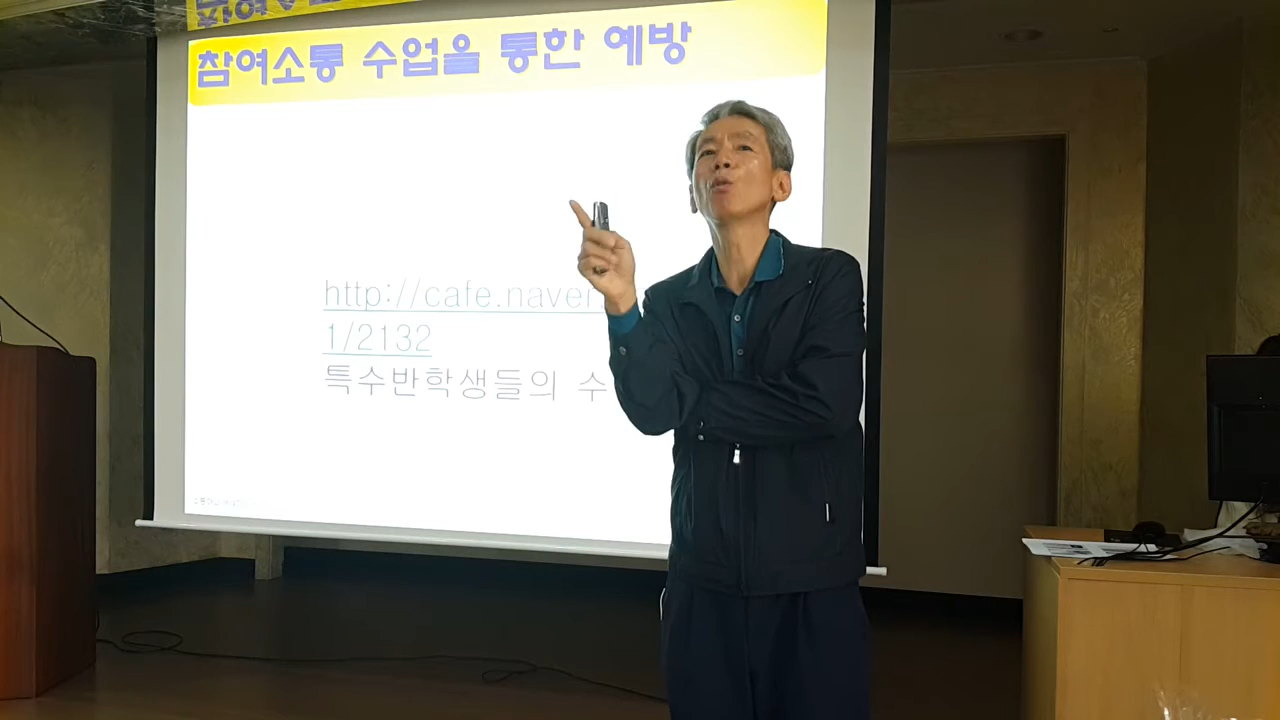 참여소통 수업을 통한 예방
http://cafe.naver
1/2132
특수반학생들의 수